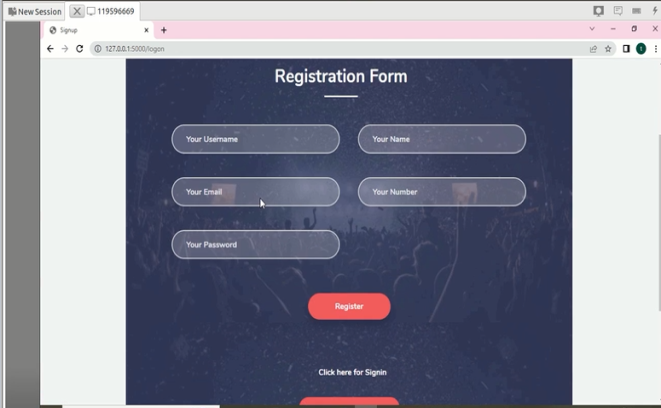 New Session
119596669
Signup
127.0.0.1:5000/logon
Registration Form
Your Username
Your Name
Your Email
Your Number
Your Password
Register
Click here for Signin